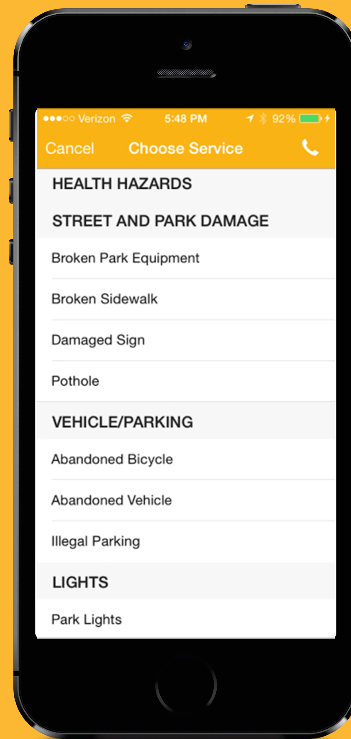 ●●●○○ Verizon 5:48 PM 92%
Cancel Choose Service
HEALTH HAZARDS
STREET AND PARK DAMAGE
Broken Park Equipment
Broken Sidewalk
Damaged Sign
Pothole
VEHICLE/PARKING
Abandoned Bicycle
Abandoned Vehicle
Illegal Parking
LIGHTS
Park Lights